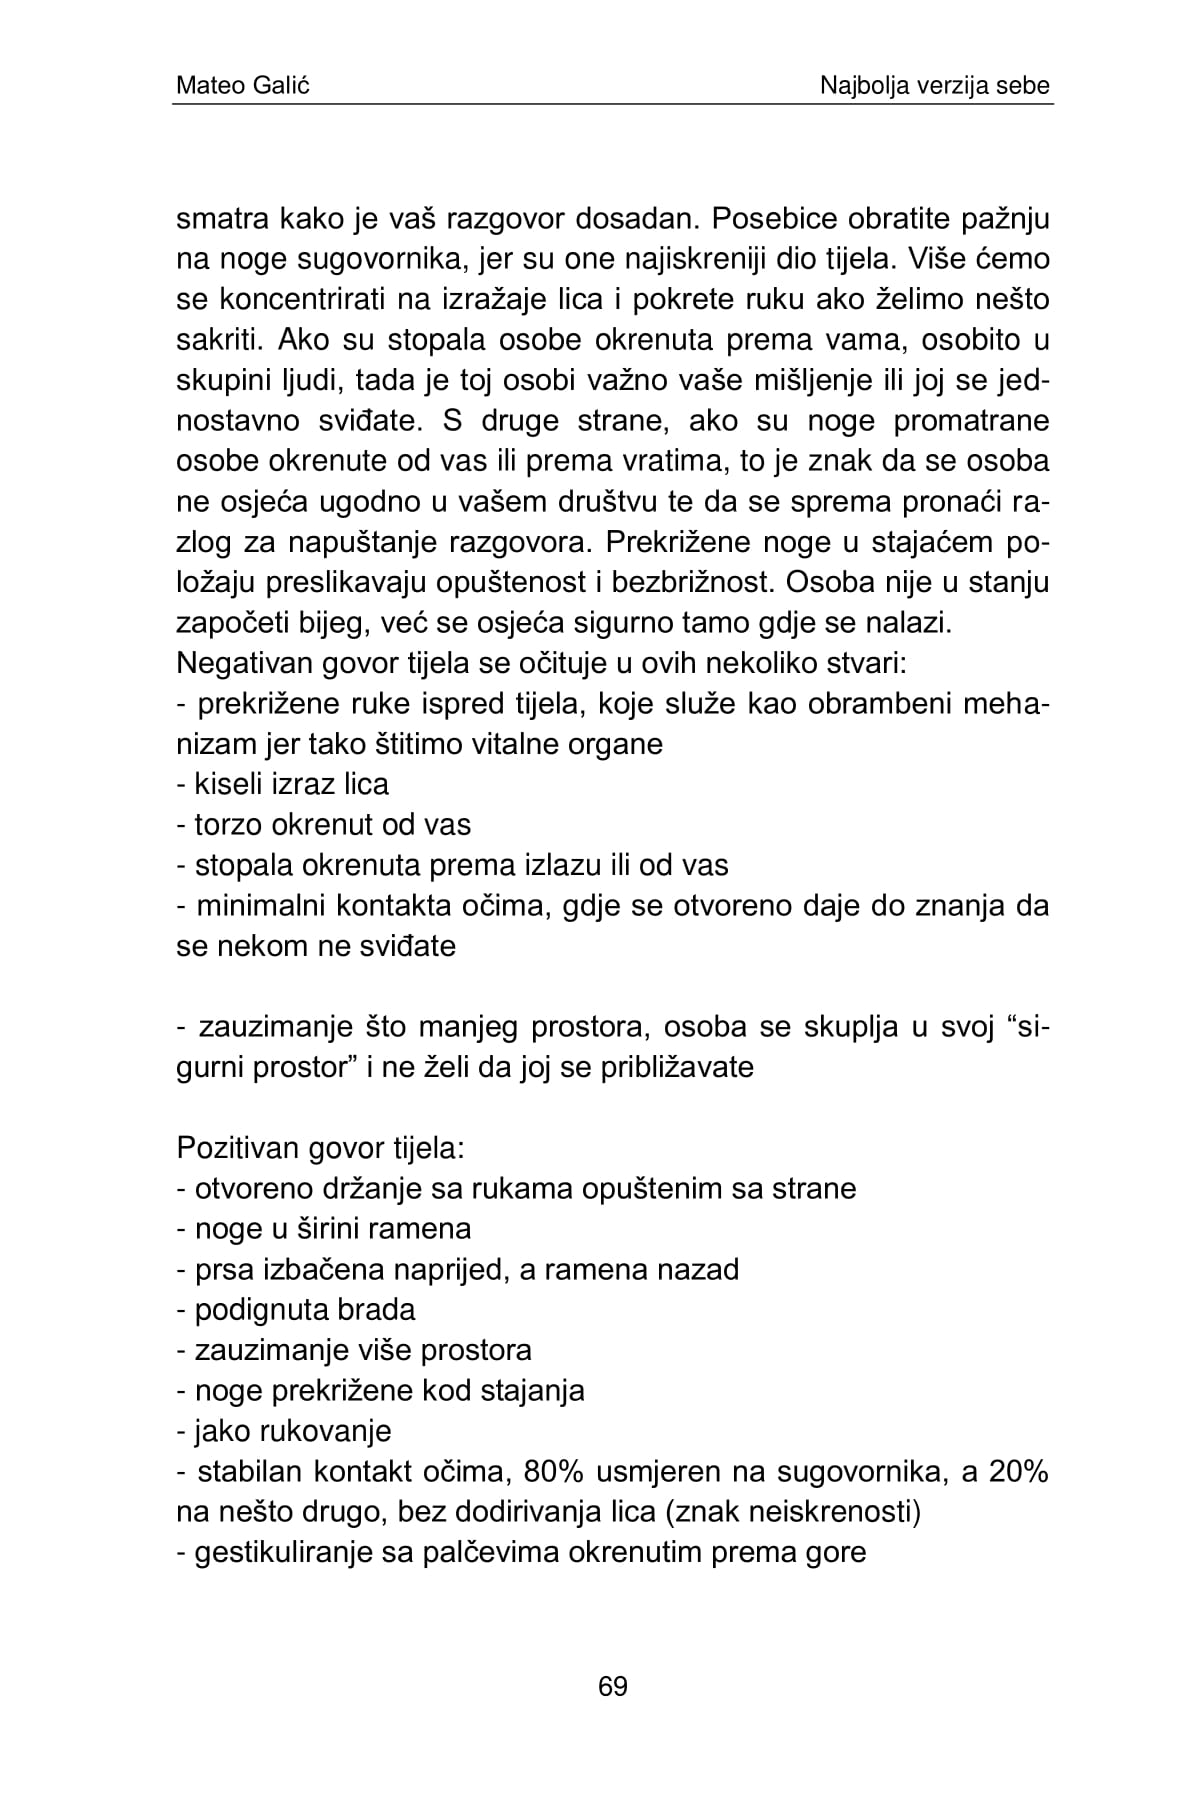 Mateo Galić Najbolja verzija sebe
smatra kako je vaš razgovor dosadan. Posebice obratite pažnju
na noge sugovornika, jer su one najiskreniji dio tijela. Više ćemo
se koncentrirati na izražaje lica i pokrete ruku ako želimo nešto
sakriti. Ako su stopala osobe okrenuta prema vama, osobito u
skupini ljudi, tada je toj osobi važno vaše mišljenje ili joj se jed-
nostavno sviđate. S druge strane, ako su noge promatrane
osobe okrenute od vas ili prema vratima, to je znak da se osoba
ne osjeća ugodno u vašem društvu te da se sprema pronaći ra-
zlog za napuštanje razgovora. Prekrižene noge u stajaćem po-
ložaju preslikavaju opuštenost i bezbrižnost. Osoba nije u stanju
započeti bijeg, već se osjeća sigurno tamo gdje se nalazi.
Negativan govor tijela se očituje u ovih nekoliko stvari:
- prekrižene ruke ispred tijela, koje služe kao obrambeni meha-
nizam jer tako štitimo vitalne organe
- kiseli izraz lica
- torzo okrenut od vas
- stopala okrenuta prema izlazu ili od vas
- minimalni kontakta očima, gdje se otvoreno daje do znanja da
se nekom ne sviđate
- zauzimanje što manjeg prostora, osoba se skuplja u svoj “si-
gurni prostor” i ne želi da joj se približavate
Pozitivan govor tijela:
- otvoreno držanje sa rukama opuštenim sa strane
- noge u širini ramena
- prsa izbačena naprijed, a ramena nazad
- podignuta brada
- zauzimanje više prostora
- noge prekrižene kod stajanja
- jako rukovanje
- stabilan kontakt očima, 80% usmjeren na sugovornika, a 20%
na nešto drugo, bez dodirivanja lica (znak neiskrenosti)
- gestikuliranje sa palčevima okrenutim prema gore
69